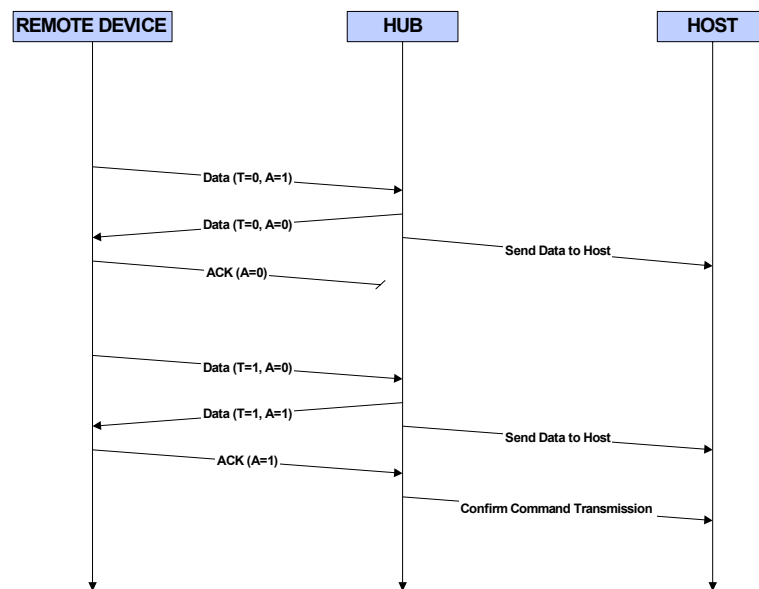 REMOTE DEVICE
HUB
HOST
Data (T=0, A=1)
Data (T=0, A=0)
Send Data to Host
ACK (A=0)
Data (T=1, A=0)
Data (T=1, A=1)
Send Data to Host
ACK (A=1)
Confirm Command Transmission